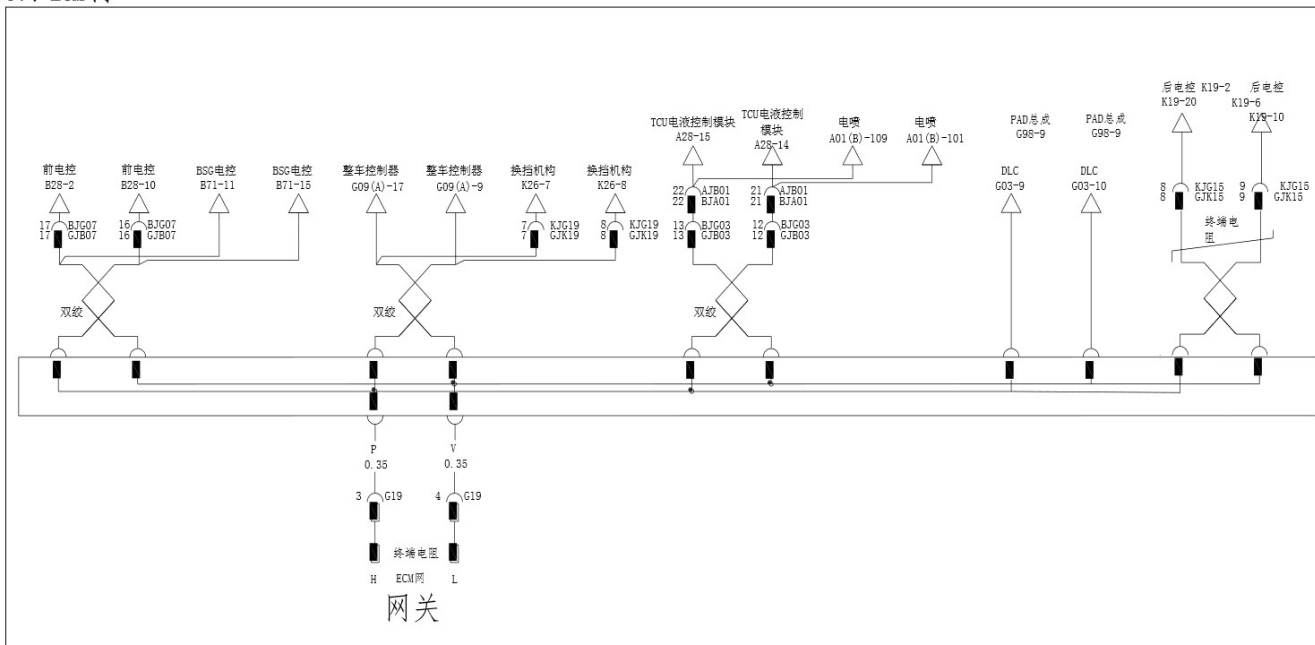 前电控
B28-2
前电控
B28-10
BSG电控
B71-11
BSG电控
B71-15
整车控制器
G09(A)-17
整车控制器
G09(A)-9
换挡机构
K26-7
换挡机构
K26-8
TCU电液控制模块
A28-15
TCU电液控制
模块
A28-14
电喷
A01(B)-109
电喷
A01(B)-101
PAD总成
G98-9
PAD总成
G98-9
DLC
G03-9
DLC
G03-10
后电控 K19-2
K19-20
后电控
K19-6
K19-10
17 BJG07
17 GJB07
16 BJG07
16 GJB07
7 KJG19
7 GJK19
8 KJG19
8 GJK19
22 AJB01
22 BJA01
21 AJB01
21 BJA01
13 BJG03
13 GJB03
12 BJG03
12 GJB03
8 KJG15
8 GJK15
9 KJG15
9 GJK15
终端电
阻
双绞
双绞
双绞
P
0.35
V
0.35
3 G19
4 G19
终端电阻
H ECM网 L
网关